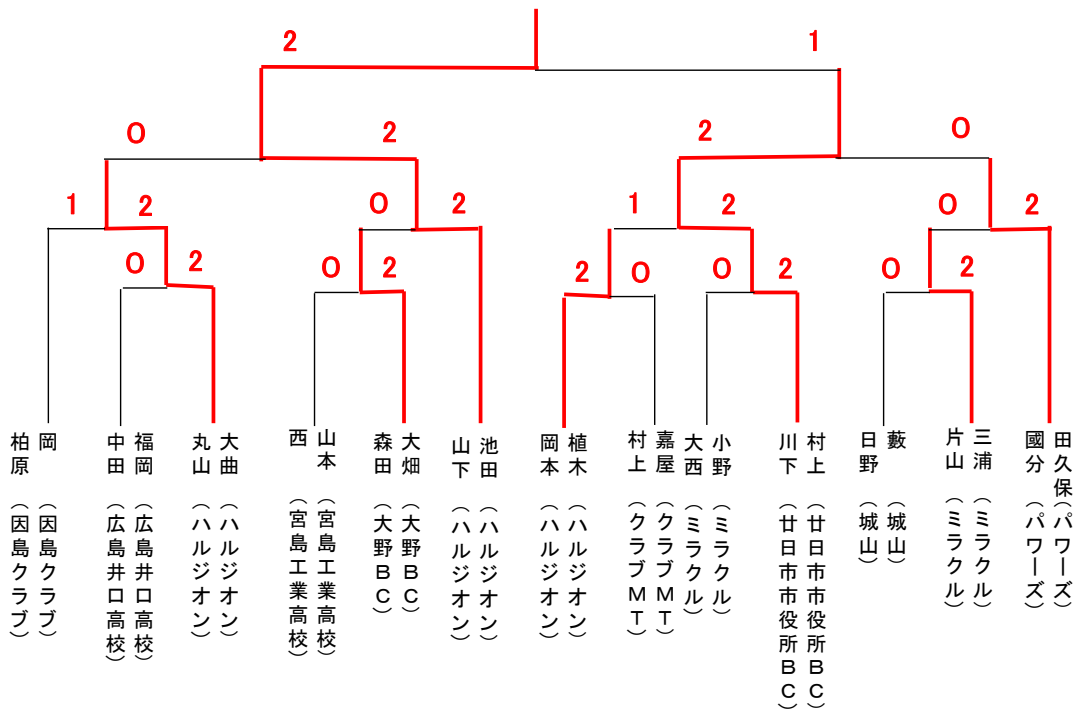 2
1
0
2
2
0
1
2
0
2
1
2
0
2
0
2
0
2
2
0
0
2
0
2
岡（因島クラブ）
柏原（因島クラブ）
福岡（広島井口高校）
中田（広島井口高校）
大曲（ハルジオン）
丸山（ハルジオン）
山本（宮島工業高校）
西（宮島工業高校）
大畑（大野ＢＣ）
森田（大野ＢＣ）
池田（ハルジオン）
山下（ハルジオン）
植木（ハルジオン）
岡本（ハルジオン）
嘉屋（クラブＭＴ）
村上（クラブＭＴ）
小野（ミラクル）
大西（ミラクル）
村上（廿日市市役所ＢＣ）
川下（廿日市市役所ＢＣ）
藪（城山）
日野（城山）
三浦（ミラクル）
片山（ミラクル）
田久保（パワーズ）
國分（パワーズ）